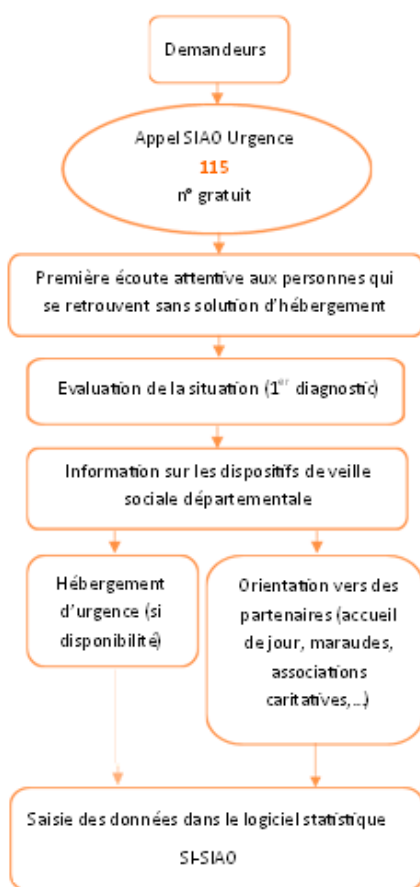 Demandeurs
Appel SIAO Urgence
115
n° gratuit
Première écoute attentive aux personnes qui
se retrouvent sans solution d'hébergement
Evaluation de la situation (1er diagnostic)
Information sur les dispositifs de veille
sociale départementale
Hébergement
d'urgence (si
disponibilité)
Orientation vers des
partenaires (accueil
de jour, maraudes,
associations
caritatives,...)
Saisie des données dans le logiciel statistique
SI-SIAO